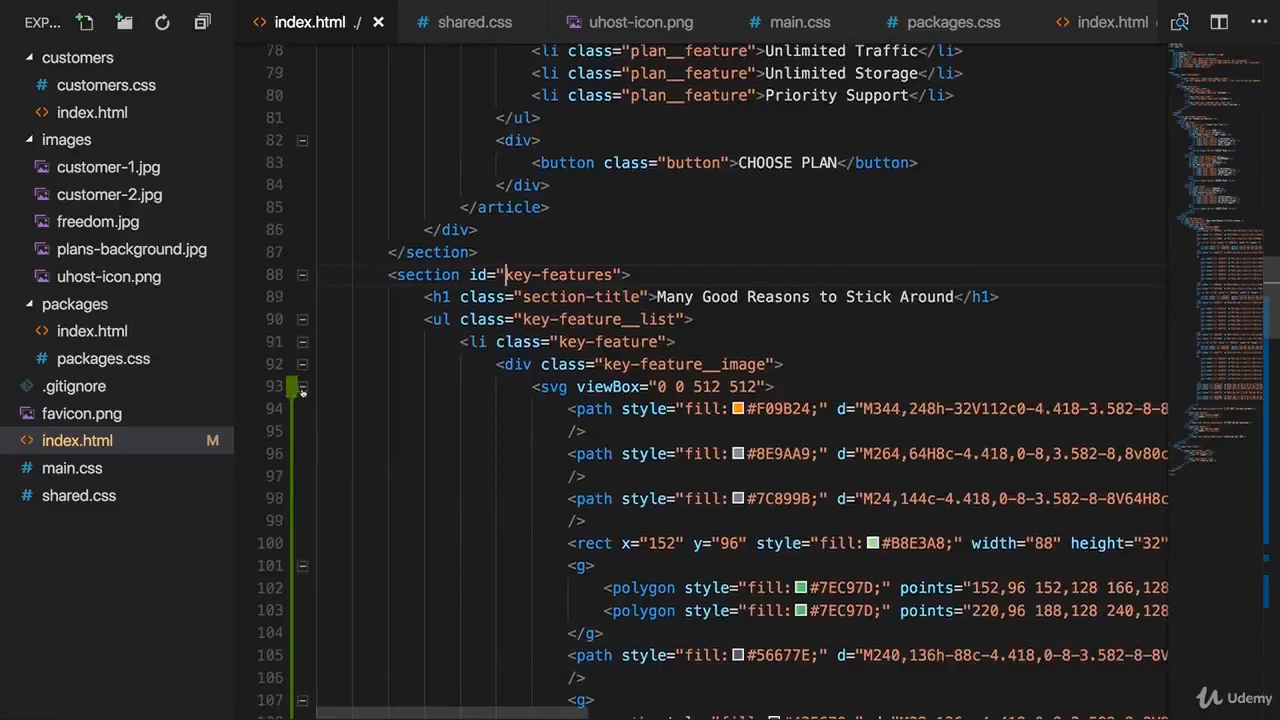 EXP...
index.html ./
shared.css
uhost-icon.png
main.css
packages.css
index.html
customers
customers.css
index.html
images
customer-1.jpg
customer-2.jpg
freedom.jpg
plans-background.jpg
uhost-icon.png
packages
index.html
packages.css
.gitignore
favicon.png
index.html M
main.css
shared.css
78 <li class="plan__feature">Unlimited Traffic</li>
79 <li class="plan__feature">Unlimited Storage</li>
80 <li class="plan__feature">Priority Support</li>
81 </ul>
82 <div>
83 <button class="button">CHOOSE PLAN</button>
84 </div>
85 </article>
86 </div>
87 </section>
88 <section id="key-features">
89 <h1 class="section-title">Many Good Reasons to Stick Around</h1>
90 <ul class="key-feature__list">
91 <li class="key-feature">
92 <div class="key-feature__image">
93 <svg viewBox="0 0 512 512">
94 <path style="fill:#F09B24;" d="M344,248h-32V112c0-4.418-3.582-8-8
95 />
96 <path style="fill:#8E9AA9;" d="M264,64H8c-4.418,0-8,3.582-8,8v80c
97 />
98 <path style="fill:#7C899B;" d="M24,144c-4.418,0-8-3.582-8-8V64H8c
99 />
100 <rect x="152" y="96" style="fill:#B8E3A8;" width="88" height="32"
101 <g>
102 <polygon style="fill:#7EC97D;" points="152,96 152,128 166,128
103 <polygon style="fill:#7EC97D;" points="220,96 188,128 240,128
104 </g>
105 <path style="fill:#56677E;" d="M240,136h-88c-4.418,0-8-3.582-8-8V
106 />
107 <g>
Udemy